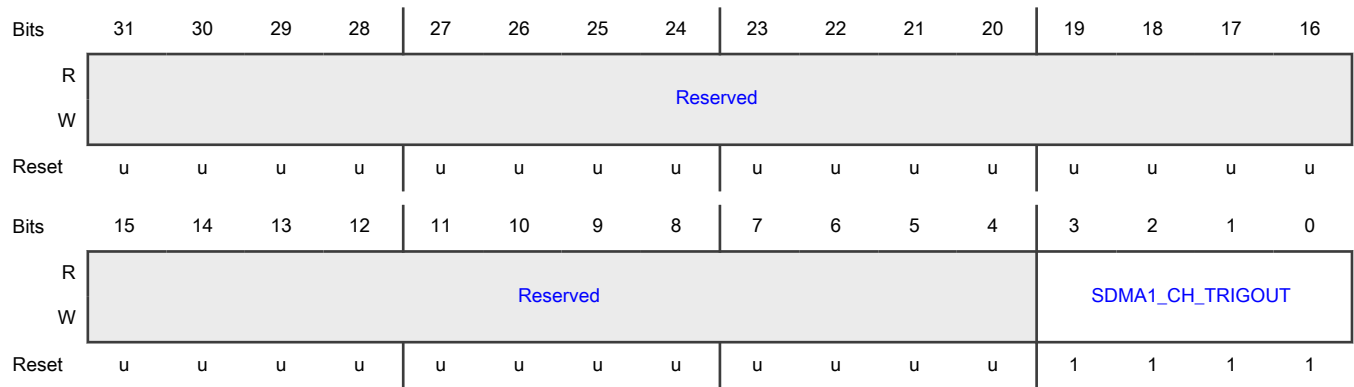 Bits 31 30 29 28 27 26 25 24 23 22 21 20 19 18 17 16
R
Reserved
W
Reset u u u u u u u u u u u u u u u u
Bits 15 14 13 12 11 10 9 8 7 6 5 4 3 2 1 0
R
Reserved SDMA1_CH_TRIGOUT
W
Reset u u u u u u u u u u u u 1 1 1 1